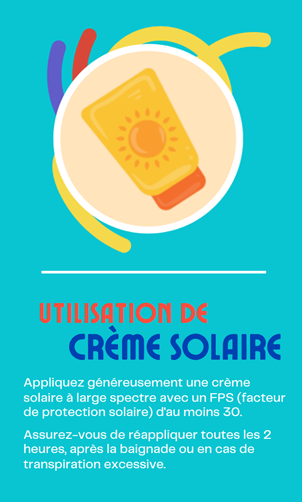 UTILISATION DE
CRÈME SOLAIRE
Appliquez généreusement une crème
solaire à large spectre avec un FPS (facteur
de protection solaire) d'au moins 30.
Assurez-vous de réappliquer toutes les 2
heures, après la baignade ou en cas de
transpiration excessive.